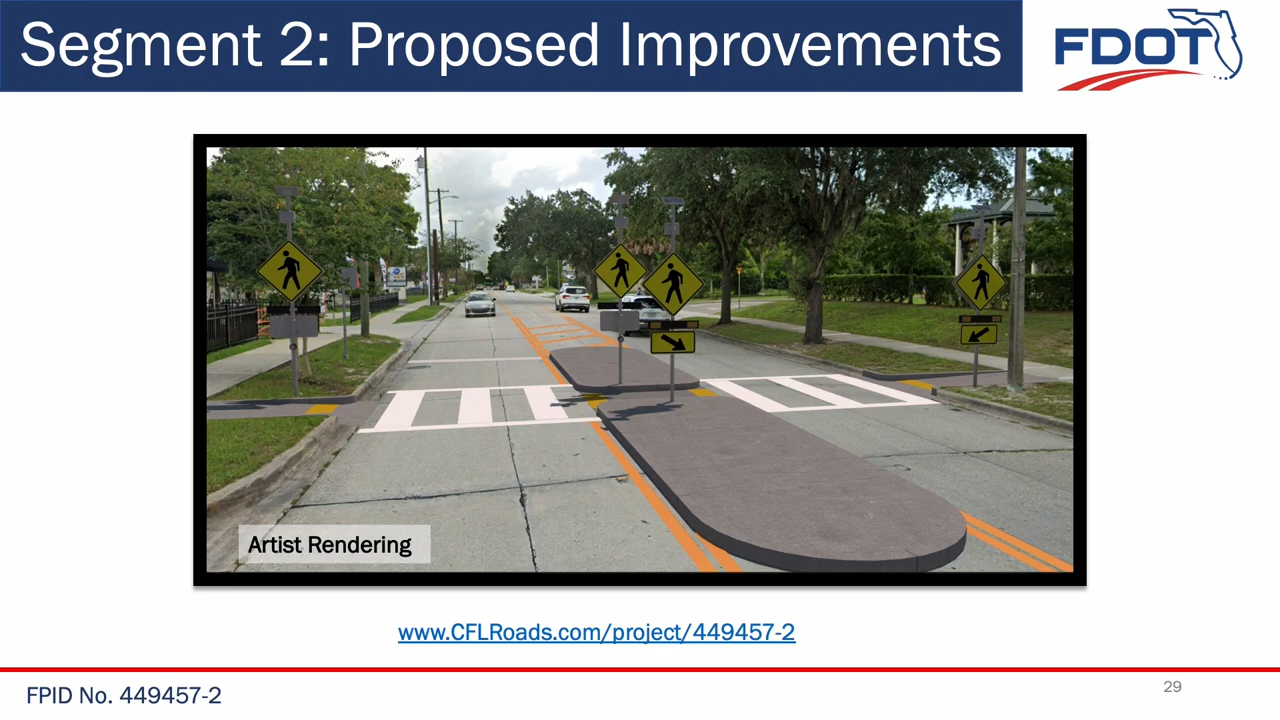 Segment 2: Proposed Improvements
FDOT
Artist Rendering
www.CFLRoads.com/project/449457-2
FPID No. 449457-2
29